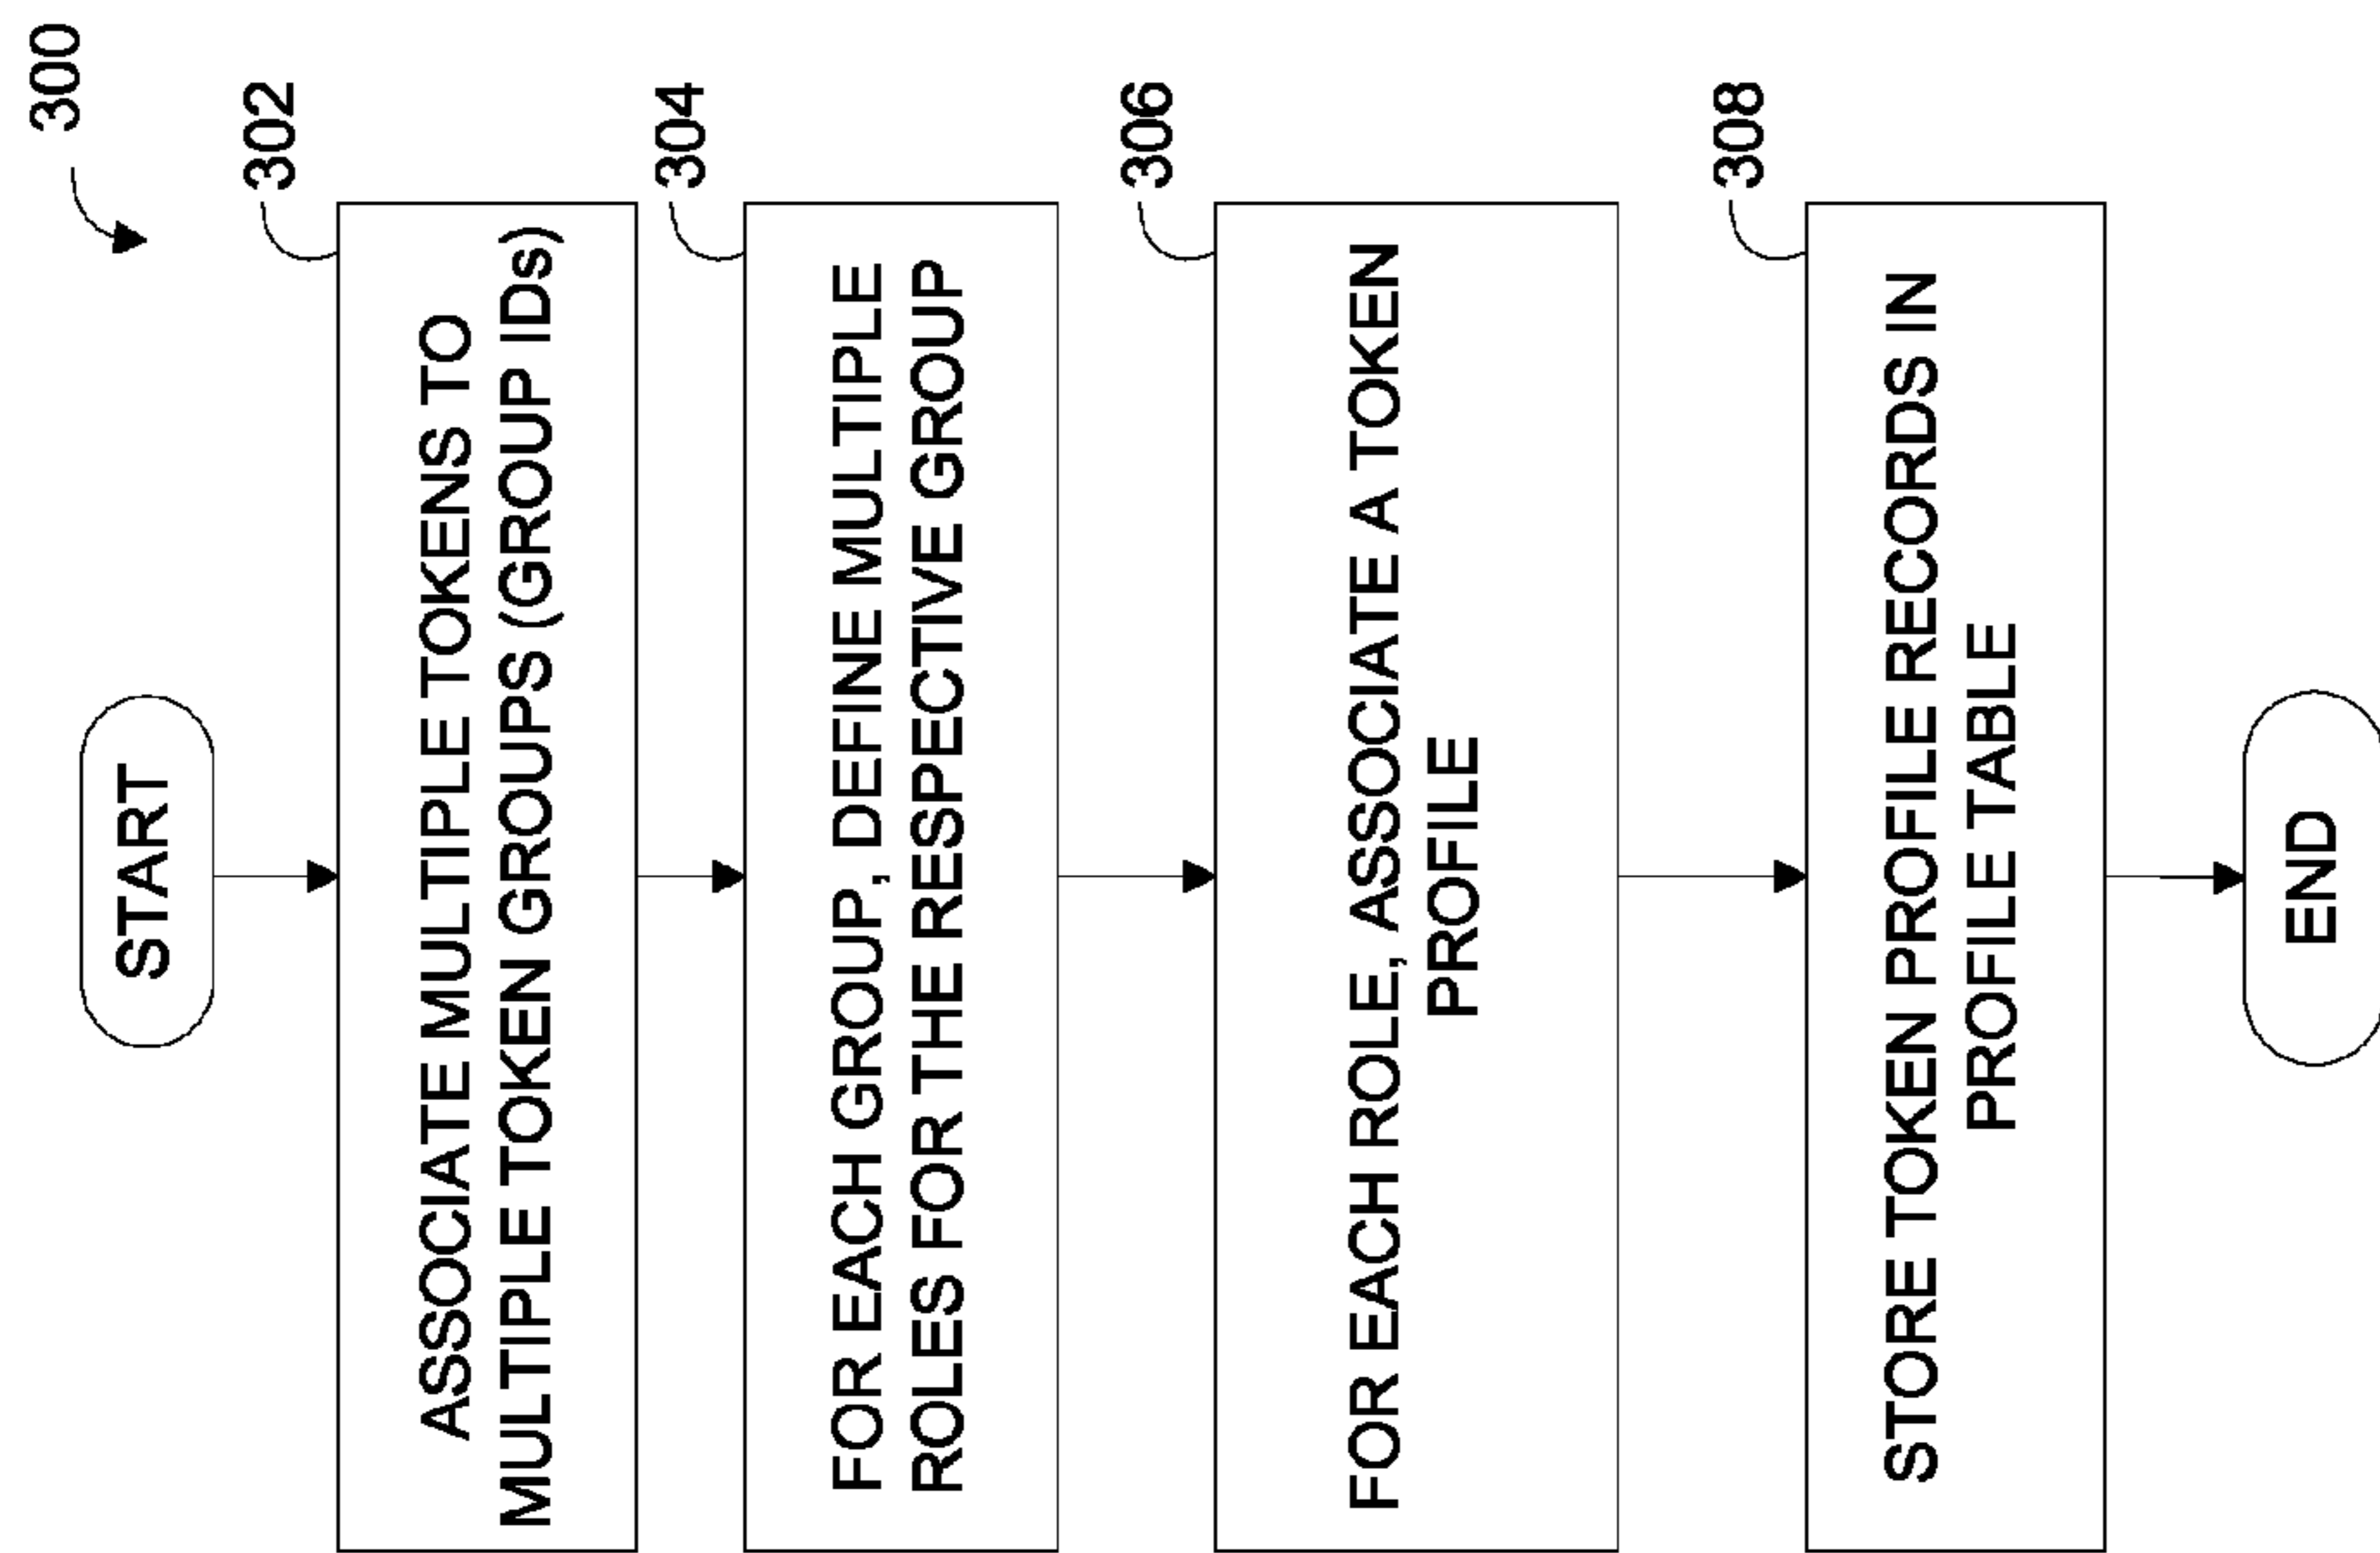 300
START
302
ASSOCIATE MULTIPLE TOKENS TO
MULTIPLE TOKEN GROUPS (GROUP IDs)
304
FOR EACH GROUP, DEFINE MULTIPLE
ROLES FOR THE RESPECTIVE GROUP
306
FOR EACH ROLE, ASSOCIATE A TOKEN
PROFILE
308
STORE TOKEN PROFILE RECORDS IN
PROFILE TABLE
END